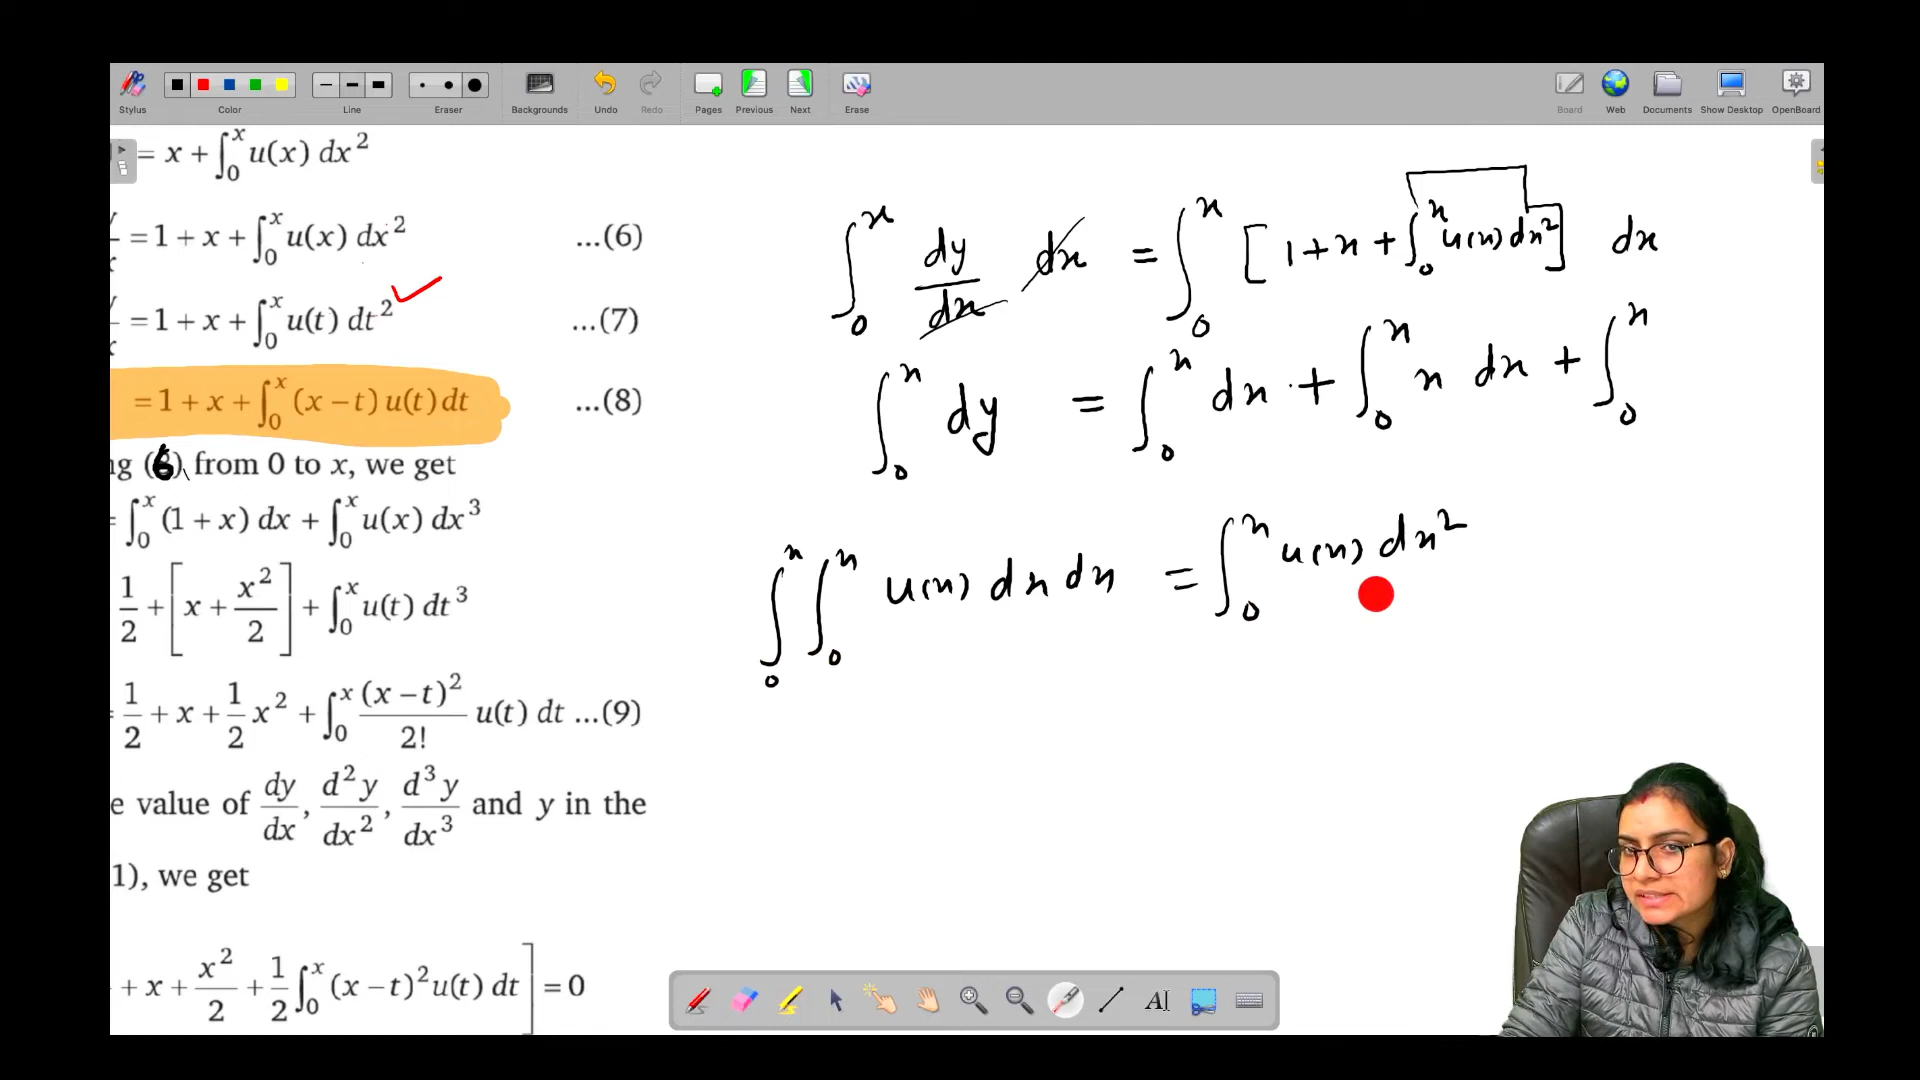 Stylus Color Line Eraser Backgrounds Undo Redo Pages Previous Next Erase Board Web Documents Show Desktop OpenBoard
= x + ∫₀ˣ u(x) dx²
= 1 + x + ∫₀ˣ u(x) dx² ...(6)
= 1 + x + ∫₀ˣ u(t) dt² ...(7)
= 1 + x + ∫₀ˣ (x − t) u(t) dt ...(8)
g (6) from 0 to x, we get
= ∫₀ˣ (1 + x) dx + ∫₀ˣ u(x) dx³
1/2 + [x + x²/2] + ∫₀ˣ u(t) dt³
1/2 + x + 1/2 x² + ∫₀ˣ (x − t)²/2! u(t) dt ...(9)
e value of dy/dx, d²y/dx², d³y/dx³ and y in the
1), we get
+ x + x²/2 + 1/2 ∫₀ˣ (x − t)² u(t) dt] = 0
∫₀ˣ dy/dx dx = ∫₀ˣ [1 + x + ∫₀ˣ u(x) dx²] dx
∫₀ˣ dy = ∫₀ˣ dx + ∫₀ˣ x dx + ∫₀ˣ
∫₀ˣ ∫₀ˣ u(x) dx dx = ∫₀ˣ u(x) dx²
AI